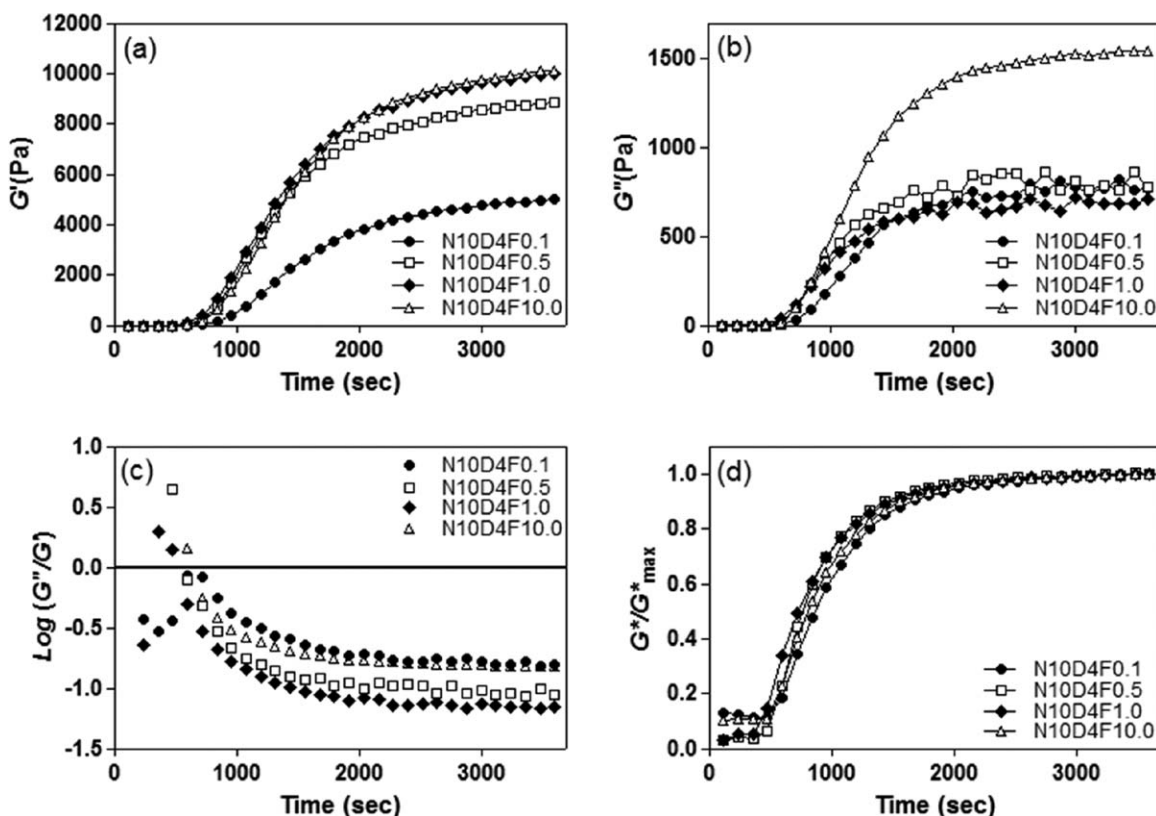 (a)
12000
10000
8000
6000
4000
2000
0
G'(Pa)
N10D4F0.1
N10D4F0.5
N10D4F1.0
N10D4F10.0
0 1000 2000 3000
Time (sec)
(b)
1500
1000
500
0
G''(Pa)
N10D4F0.1
N10D4F0.5
N10D4F1.0
N10D4F10.0
0 1000 2000 3000
Time (sec)
(c)
1.0
0.5
0.0
-0.5
-1.0
-1.5
Log (G''/G')
N10D4F0.1
N10D4F0.5
N10D4F1.0
N10D4F10.0
0 1000 2000 3000
Time (sec)
(d)
1.0
0.8
0.6
0.4
0.2
0.0
G*/G*max
N10D4F0.1
N10D4F0.5
N10D4F1.0
N10D4F10.0
0 1000 2000 3000
Time (sec)